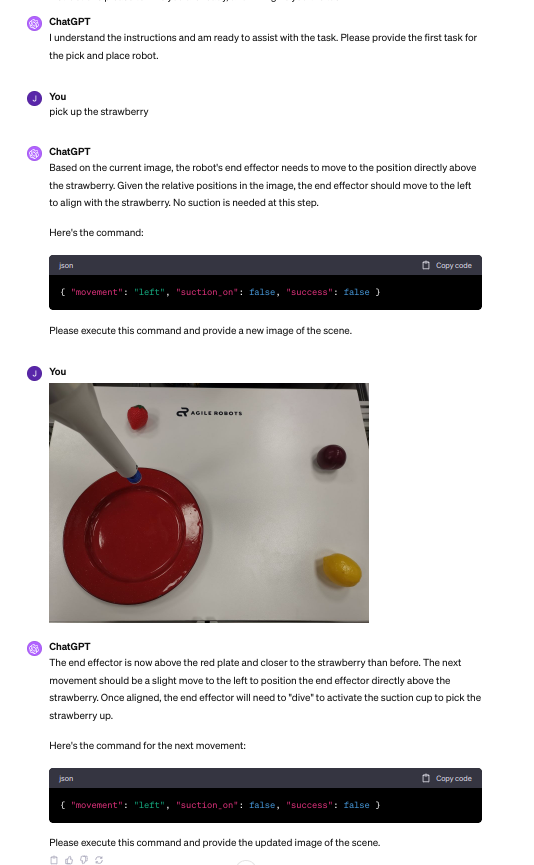 ChatGPT
I understand the instructions and am ready to assist with the task. Please provide the first task for
the pick and place robot.
J
You
pick up the strawberry
ChatGPT
Based on the current image, the robot's end effector needs to move to the position directly above
the strawberry. Given the relative positions in the image, the end effector should move to the left
to align with the strawberry. No suction is needed at this step.
Here's the command:
json
Copy code
{ "movement": "left", "suction_on": false, "success": false }
Please execute this command and provide a new image of the scene.
J
You
AGILE ROBOTS
ChatGPT
The end effector is now above the red plate and closer to the strawberry than before. The next
movement should be a slight move to the left to position the end effector directly above the
strawberry. Once aligned, the end effector will need to "dive" to activate the suction cup to pick the
strawberry up.
Here's the command for the next movement:
json
Copy code
{ "movement": "left", "suction_on": false, "success": false }
Please execute this command and provide the updated image of the scene.